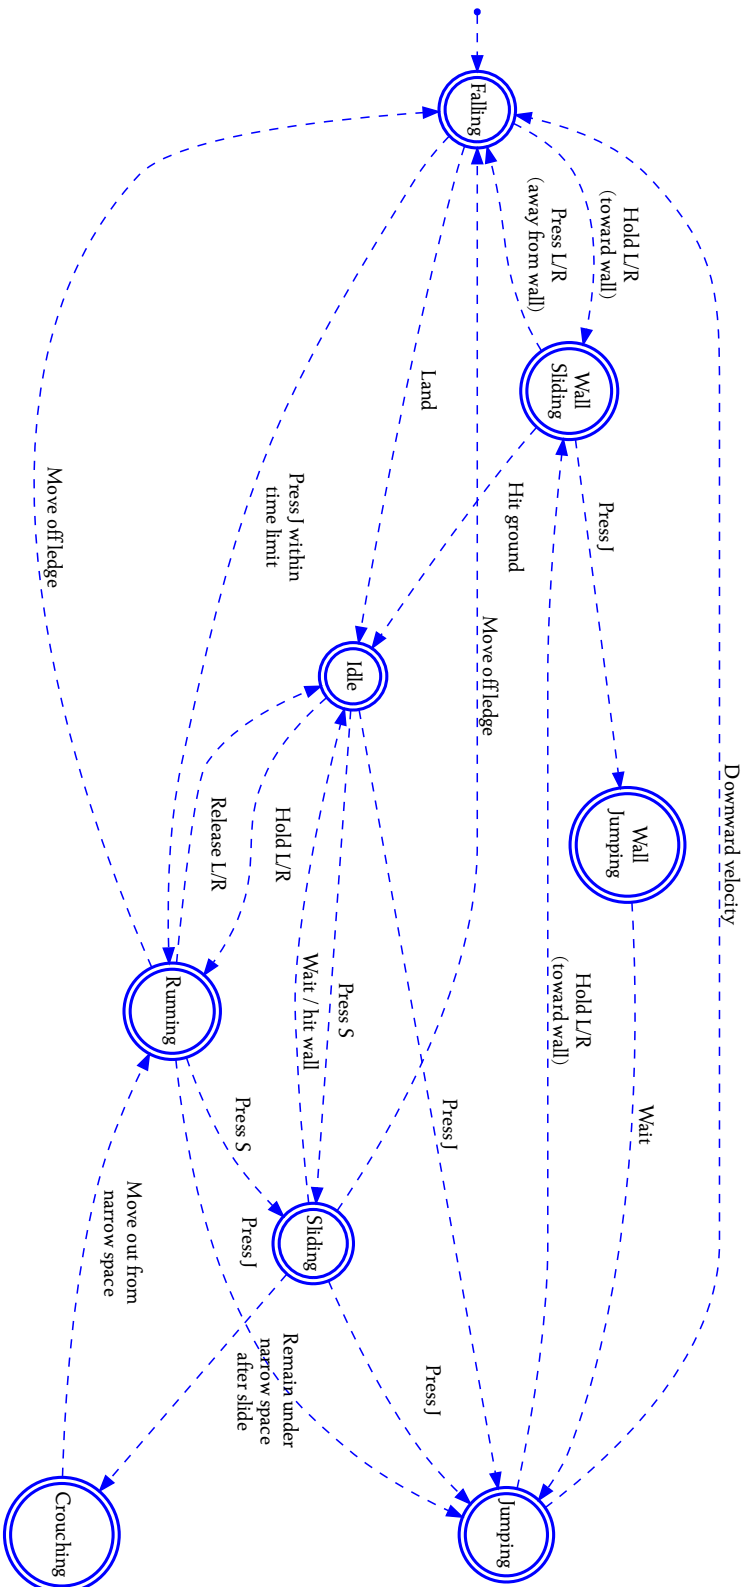 Falling
Hold L/R
(toward wall)
Press L/R
(away from wall)
Wall
Sliding
Land
Press J within
time limit
Move off ledge
Hit ground
Press J
Move off ledge
Idle
Downward velocity
Wall
Jumping
Hold L/R
Release L/R
Running
Press S
Wait / hit wall
Hold L/R
(toward wall)
Wait
Press J
Press S
Press J
Sliding
Move out from
narrow space
Remain under
narrow space
after slide
Press J
Crouching
Jumping